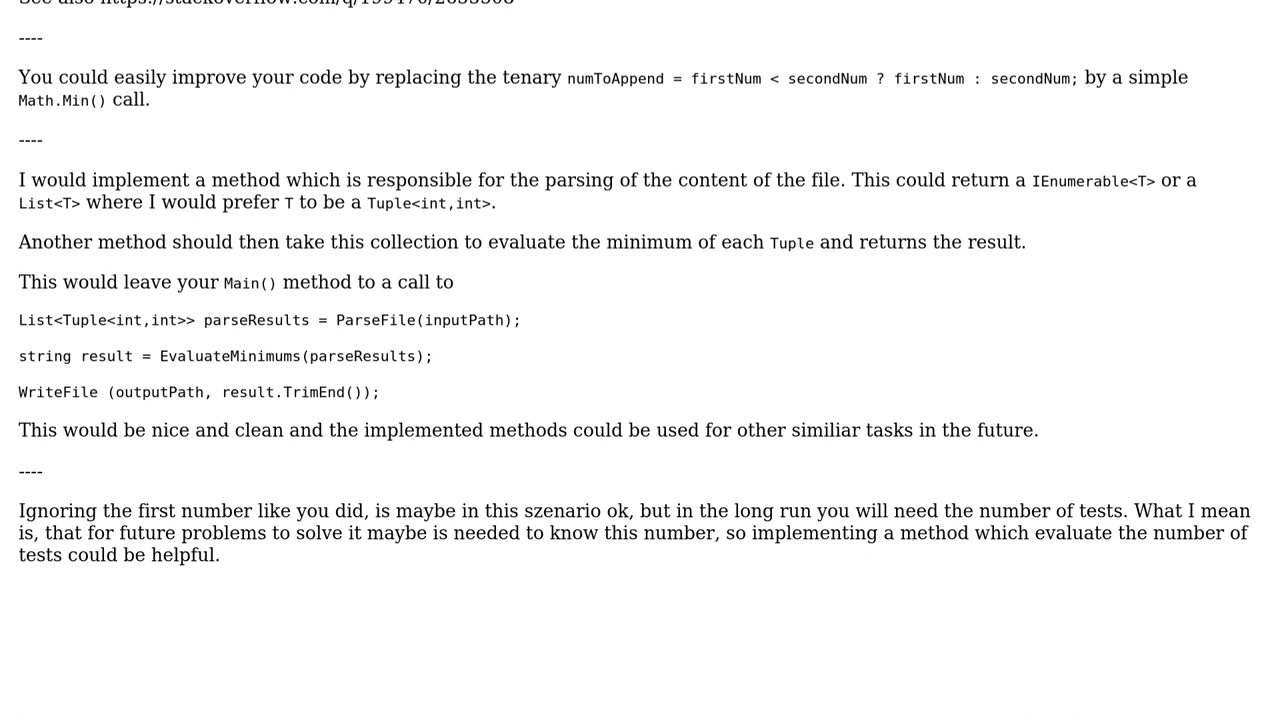 ----
You could easily improve your code by replacing the tenary numToAppend = firstNum < secondNum ? firstNum : secondNum; by a simple
Math.Min() call.
----
I would implement a method which is responsible for the parsing of the content of the file. This could return a IEnumerable<T> or a
List<T> where I would prefer T to be a Tuple<int,int>.
Another method should then take this collection to evaluate the minimum of each Tuple and returns the result.
This would leave your Main() method to a call to
List<Tuple<int,int>> parseResults = ParseFile(inputPath);
string result = EvaluateMinimums(parseResults);
WriteFile (outputPath, result.TrimEnd());
This would be nice and clean and the implemented methods could be used for other similiar tasks in the future.
----
Ignoring the first number like you did, is maybe in this szenario ok, but in the long run you will need the number of tests. What I mean
is, that for future problems to solve it maybe is needed to know this number, so implementing a method which evaluate the number of
tests could be helpful.